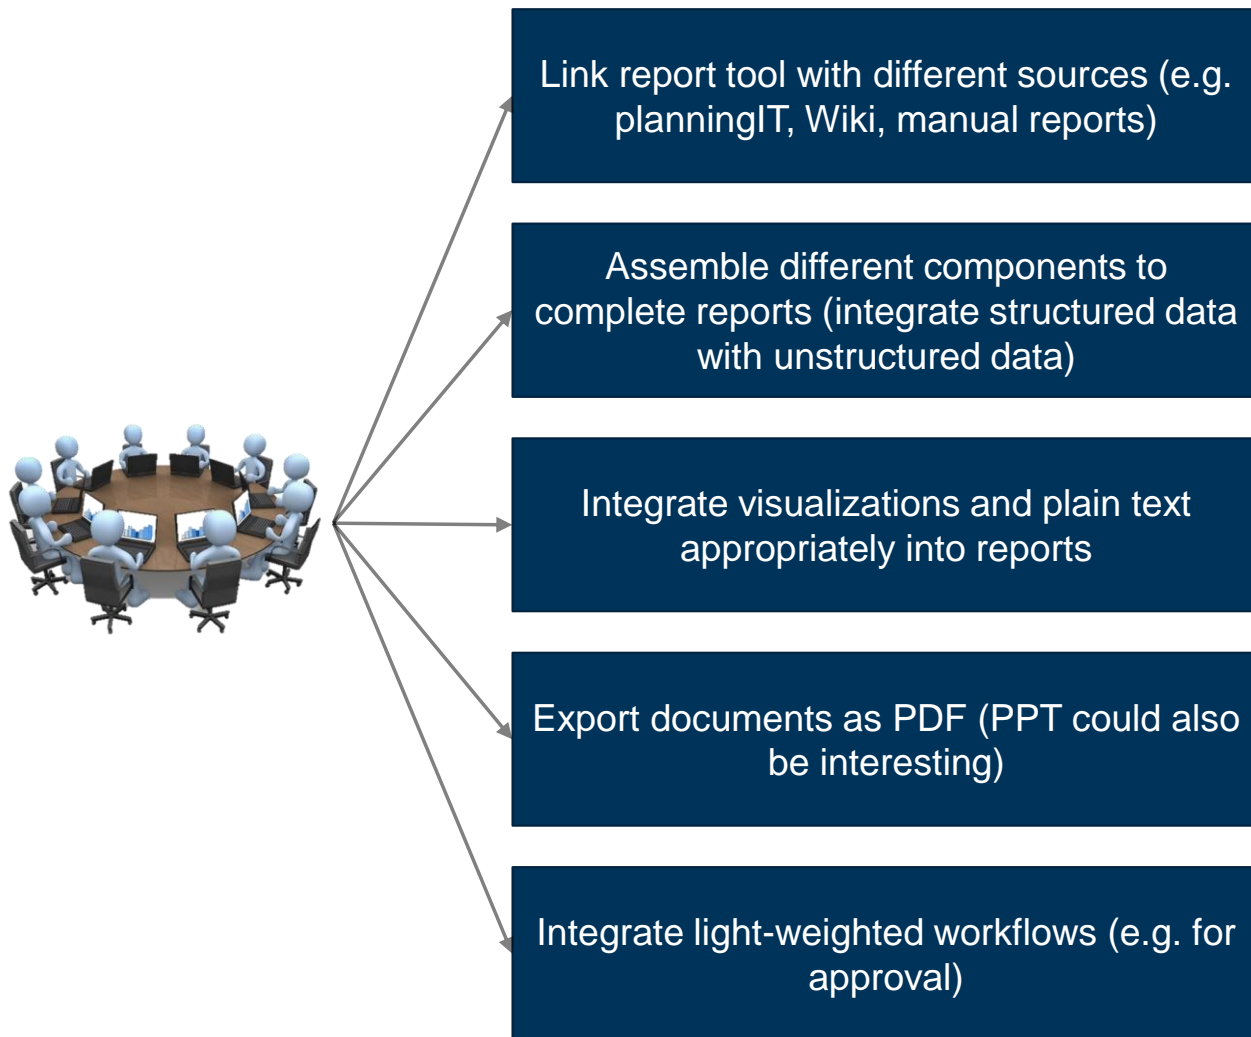 Link report tool with different sources (e.g.
planningIT, Wiki, manual reports)
Assemble different components to
complete reports (integrate structured data
with unstructured data)
Integrate visualizations and plain text
appropriately into reports
Export documents as PDF (PPT could also
be interesting)
Integrate light-weighted workflows (e.g. for
approval)